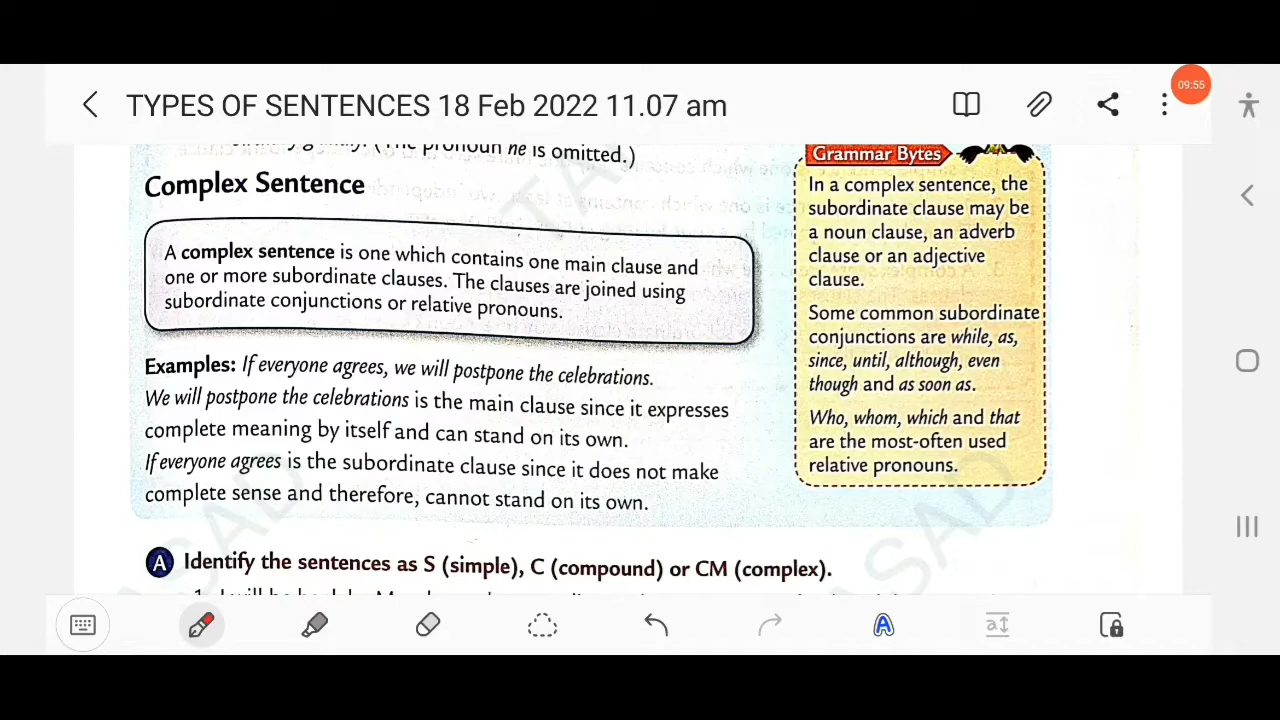 TYPES OF SENTENCES 18 Feb 2022 11.07 am
09:55
pronoun he is omitted.)
Complex Sentence
A complex sentence is one which contains one main clause and
one or more subordinate clauses. The clauses are joined using
subordinate conjunctions or relative pronouns.
Examples: If everyone agrees, we will postpone the celebrations.
We will postpone the celebrations is the main clause since it expresses
complete meaning by itself and can stand on its own.
If everyone agrees is the subordinate clause since it does not make
complete sense and therefore, cannot stand on its own.
Grammar Bytes
In a complex sentence, the
subordinate clause may be
a noun clause, an adverb
clause or an adjective
clause.
Some common subordinate
conjunctions are while, as,
since, until, although, even
though and as soon as.
Who, whom, which and that
are the most-often used
relative pronouns.
A Identify the sentences as S (simple), C (compound) or CM (complex).
1. I will be back by
ASAD